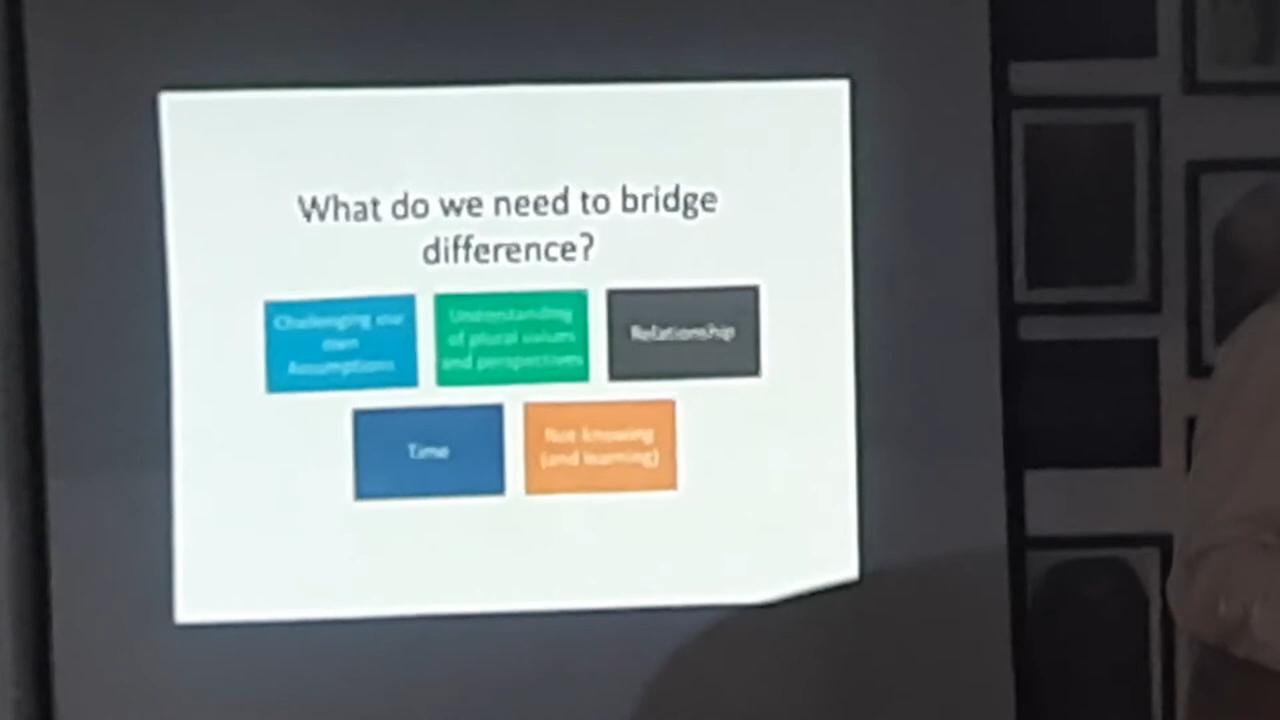 What do we need to bridge
difference?
Challenging our
own
Assumptions
Understanding
of plural values
and perspectives
Relationship
Time
Not knowing
(and learning)